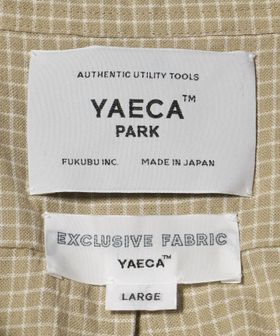 AUTHENTIC UTILITY TOOLS
YAECA™
PARK
FUKUBU INC. MADE IN JAPAN
EXCLUSIVE FABRIC
YAECA™
LARGE